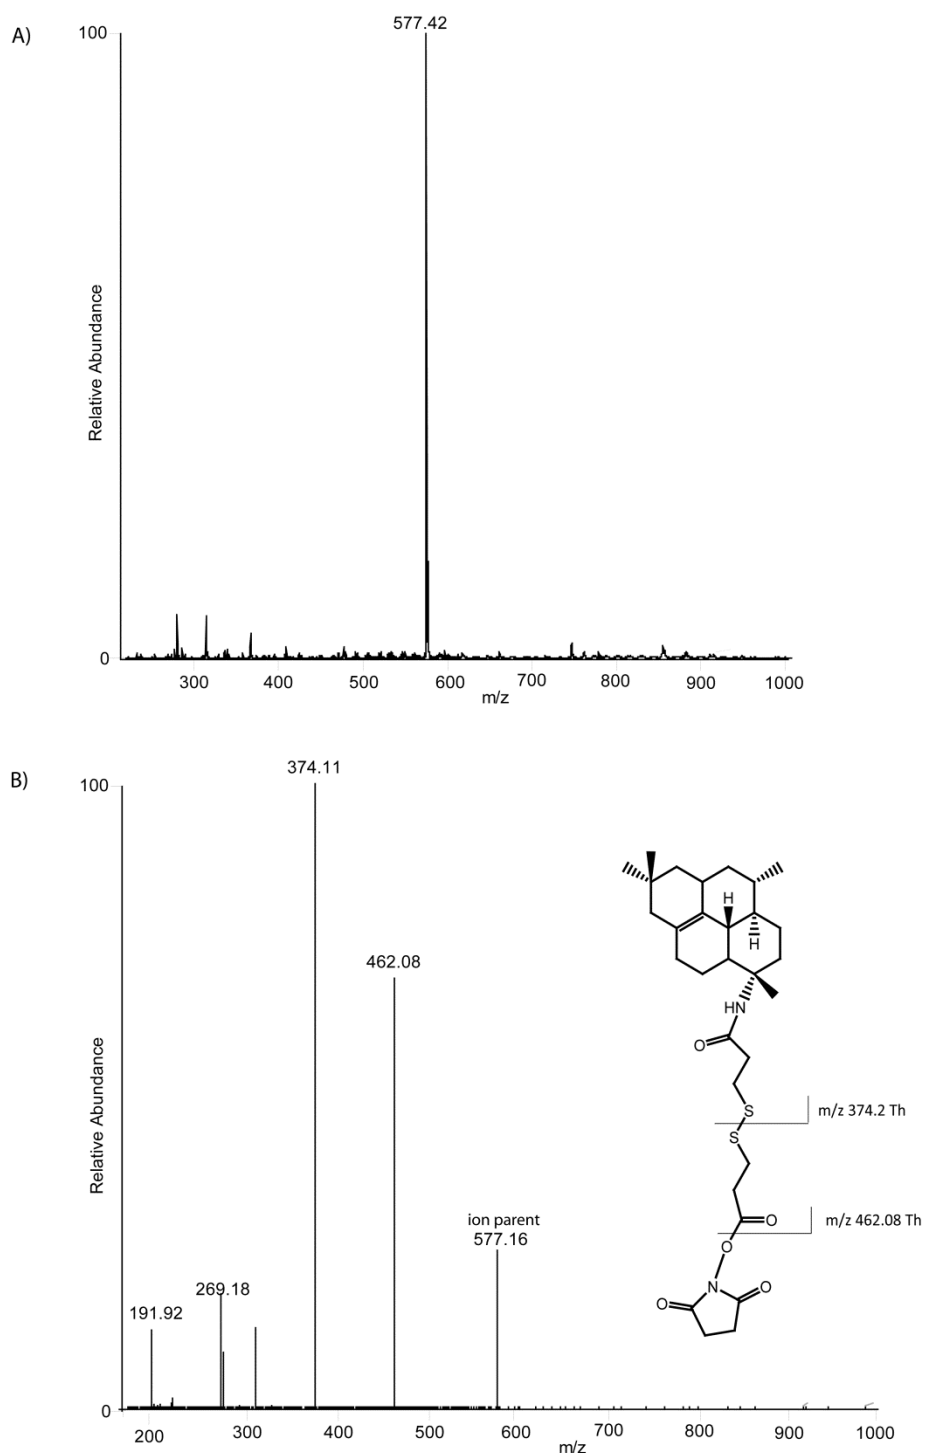 A)
577.42
100
Relative Abundance
0
300 400 500 600 700 800 900 1000
m/z
B)
374.11
100
462.08
H
H
HN
O
Relative Abundance
S
m/z 374.2 Th
S
ion parent
577.16
O
m/z 462.08 Th
O
269.18
191.92
N
O
O
0
200 300 400 500 600 700 800 900 1000
m/z